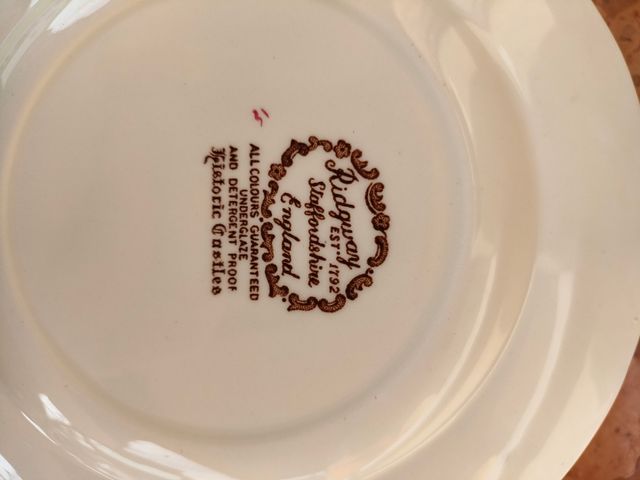 Ridgway
EST. 1792
Staffordshire
England
ALL COLOURS GUARANTEED
UNDERGLAZE
AND DETERGENT PROOF
Historic Castles